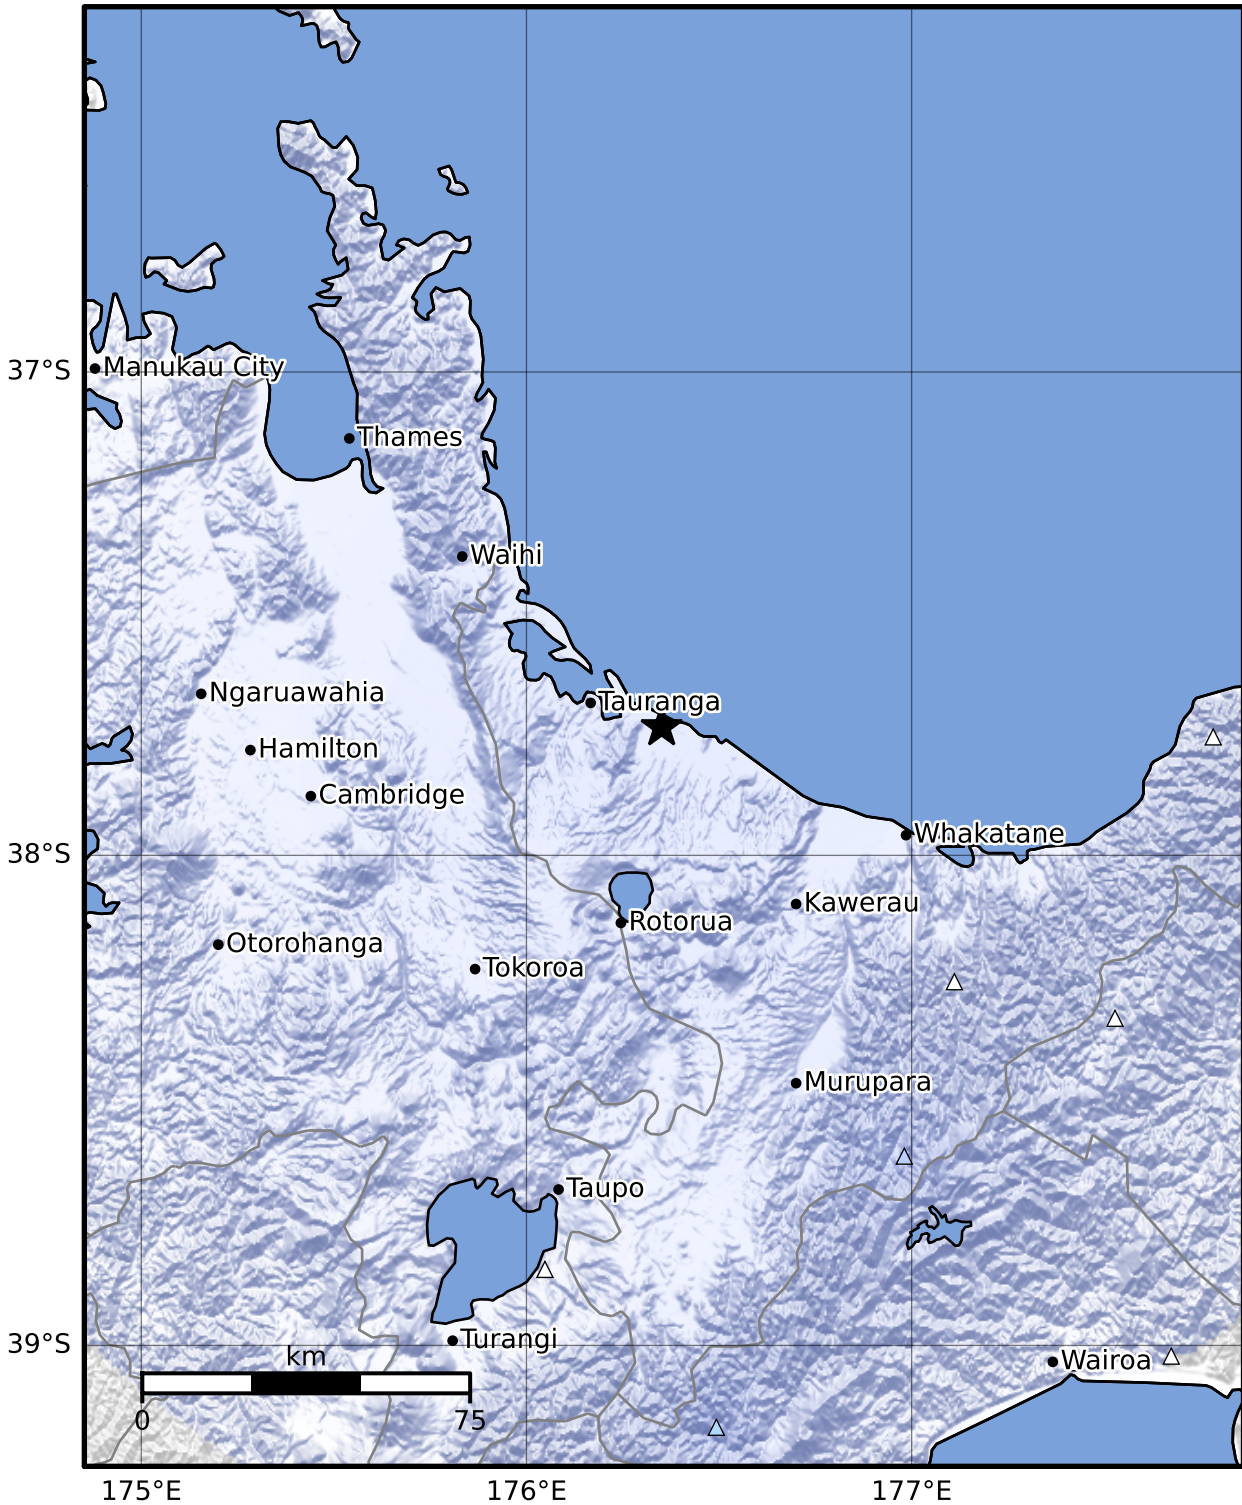 37°S
Manukau City
Thames
Waihi
Ngaruawahia
Tauranga
Hamilton
Cambridge
Whakatane
38°S
Kawerau
Rotorua
Otorohanga
Tokoroa
Murupara
Taupo
39°S
Turangi
km
Wairoa
0 75
175°E 176°E 177°E